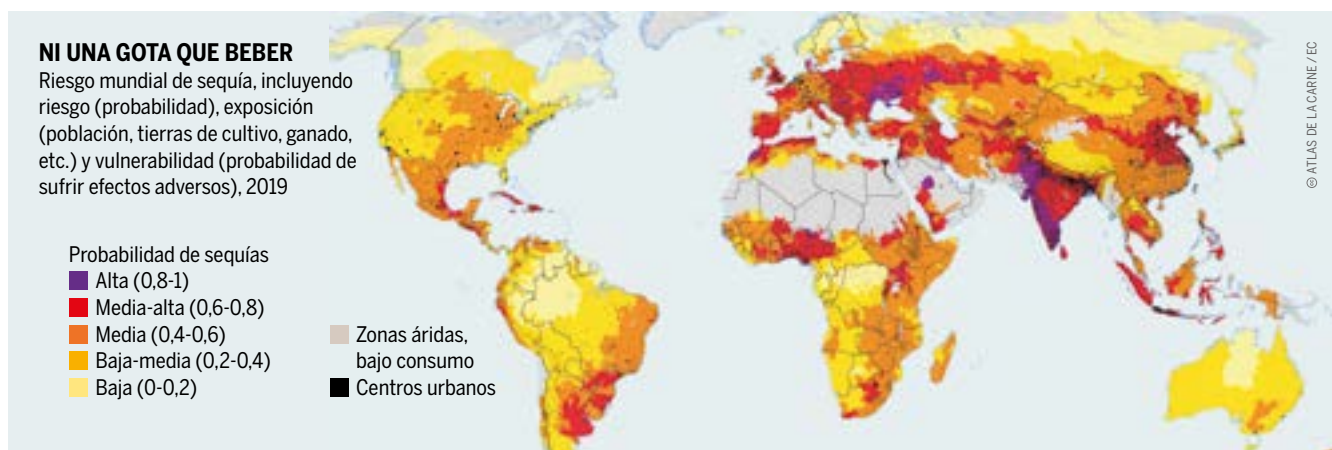 NI UNA GOTA QUE BEBER
Riesgo mundial de sequía, incluyendo
riesgo (probabilidad), exposición
(población, tierras de cultivo, ganado,
etc.) y vulnerabilidad (probabilidad de
sufrir efectos adversos), 2019
Probabilidad de sequías
Alta (0,8-1)
Media-alta (0,6-0,8)
Media (0,4-0,6)
Baja-media (0,2-0,4)
Baja (0-0,2)
Zonas áridas,
bajo consumo
Centros urbanos
© ATLAS DE LA CARNE / EC